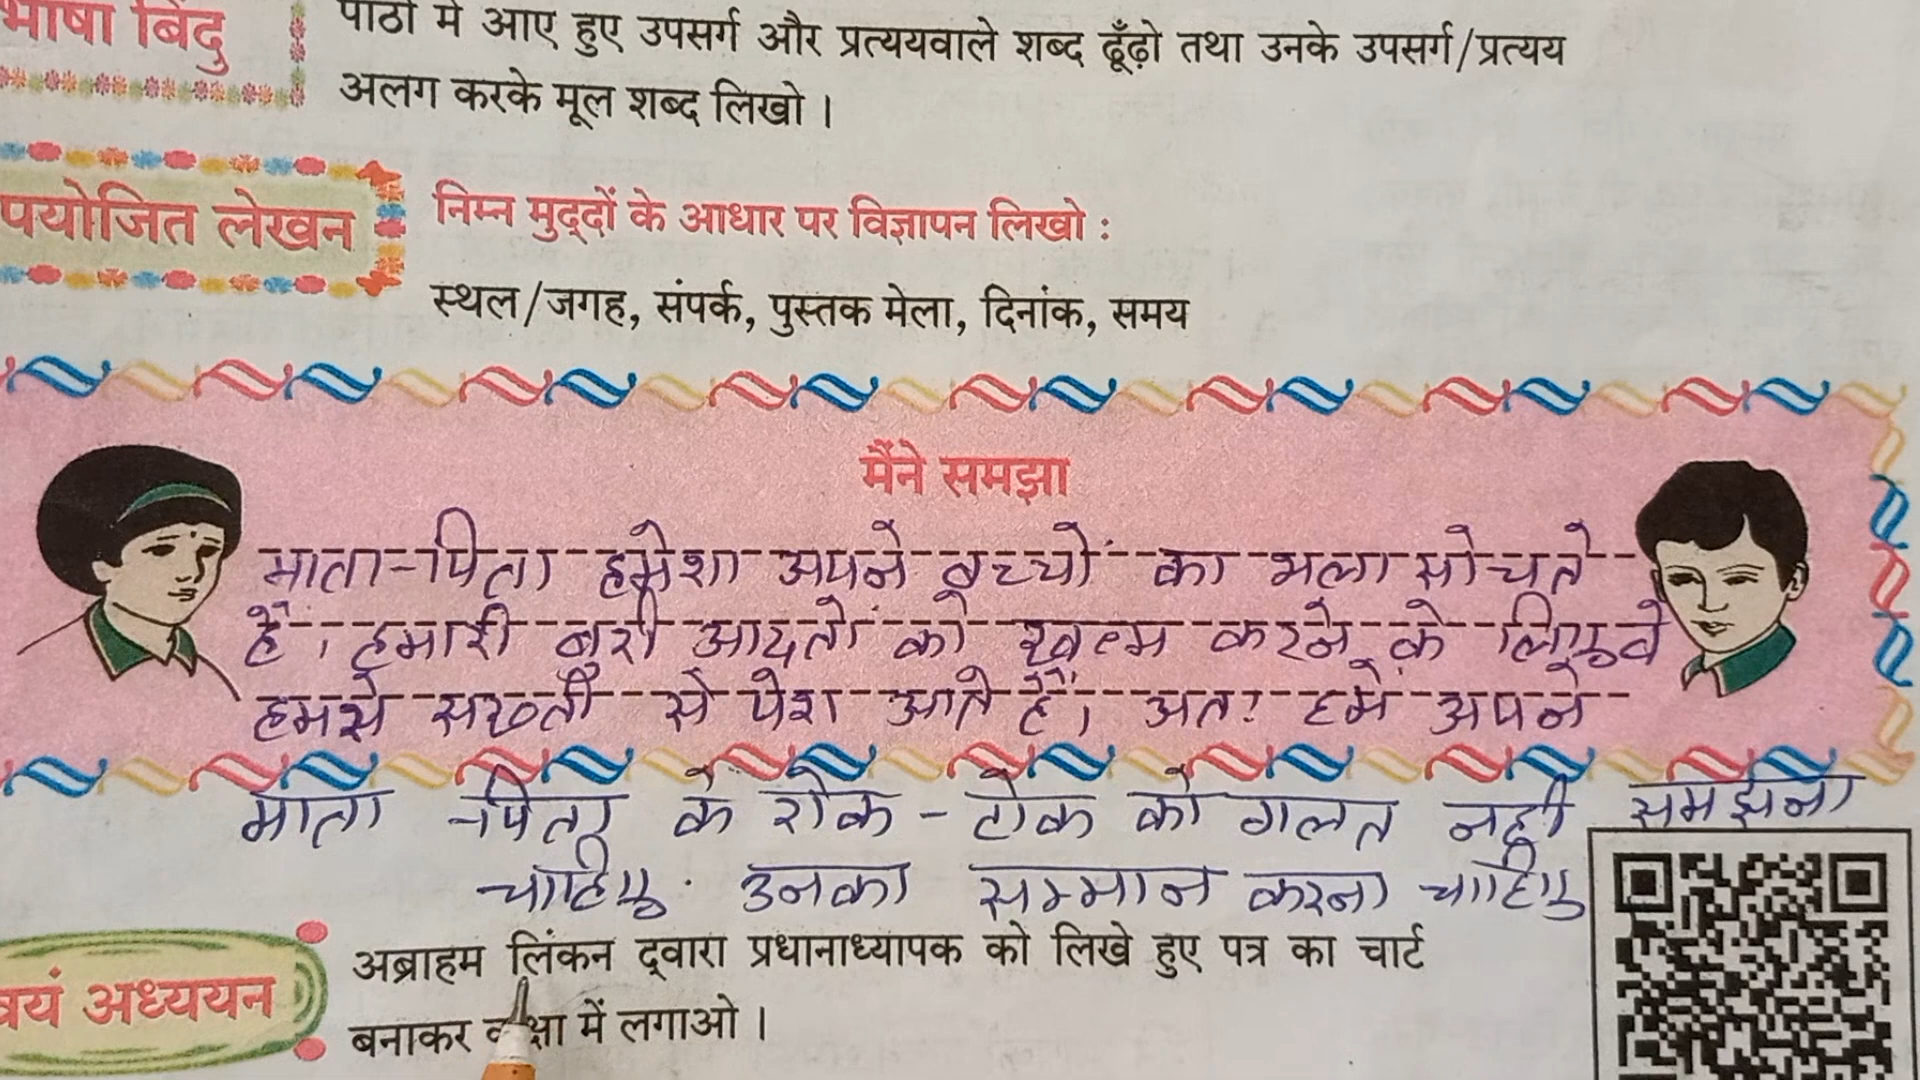 भाषा बिंदु
पाठों में आए हुए उपसर्ग और प्रत्ययवाले शब्द ढूँढ़ो तथा उनके उपसर्ग/प्रत्यय
अलग करके मूल शब्द लिखो ।
पयोजित लेखन
निम्न मुद्दों के आधार पर विज्ञापन लिखो :
स्थल/जगह, संपर्क, पुस्तक मेला, दिनांक, समय
मैंने समझा
माता-पिता हमेशा अपने बच्चों का भला सोचते
हैं। हमारी बुरी आदतों को खत्म करने के लिए वे
हमसे सख्ती से पेश आते हैं। अतः हमें अपने
माता-पिता के रोक-टोक को गलत नही समझना
चाहिए. उनका सम्मान करना चाहिए
वयं अध्ययन
अब्राहम लिंकन द्वारा प्रधानाध्यापक को लिखे हुए पत्र का चार्ट
बनाकर कक्षा में लगाओ ।